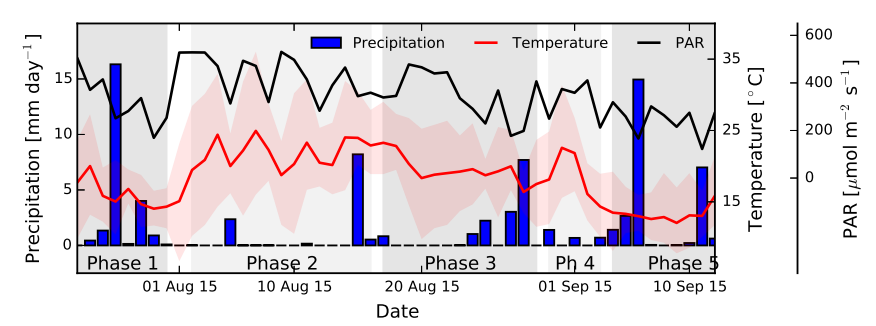 Precipitation Temperature PAR
Precipitation [mm day⁻¹]
15
10
5
0
Phase 1 Phase 2 Phase 3 Ph 4 Phase 5
01 Aug 15 10 Aug 15 20 Aug 15 01 Sep 15 10 Sep 15
Date
35
25
15
Temperature [°C]
600
400
200
0
PAR [μmol m⁻² s⁻¹]